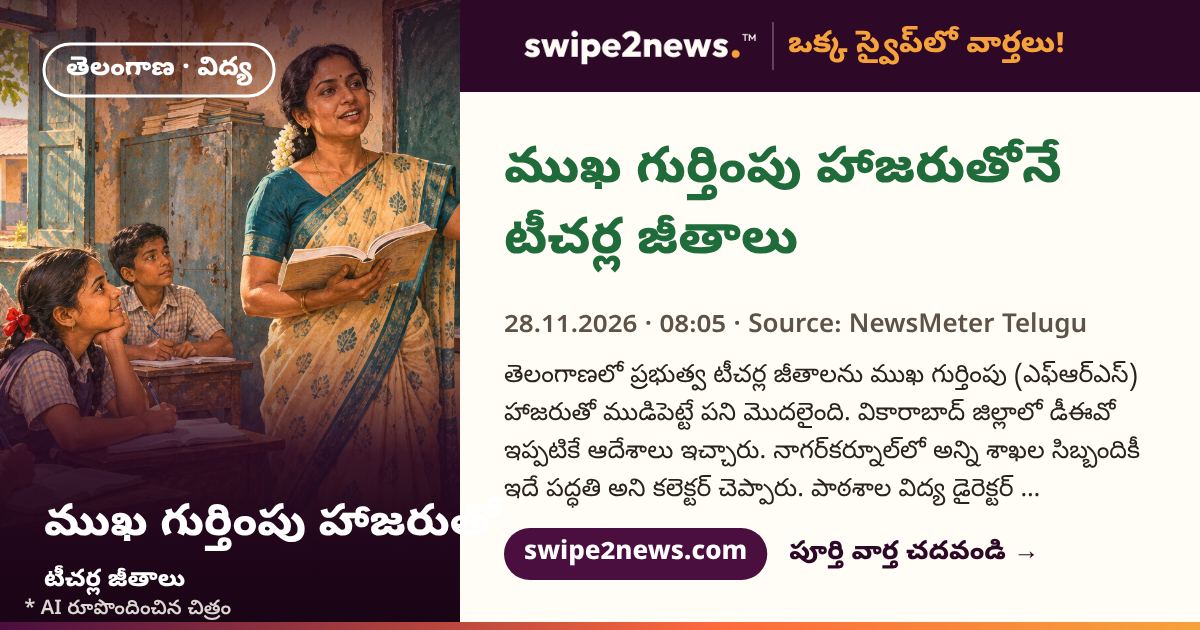 తెలంగాణ · విద్య
swipe2news.™
ఒక్క స్వైప్‌లో వార్తలు!
ముఖ గుర్తింపు హాజరుతోనే
టీచర్ల జీతాలు
28.11.2026 · 08:05 · Source: NewsMeter Telugu
తెలంగాణలో ప్రభుత్వ టీచర్ల జీతాలను ముఖ గుర్తింపు (ఎఫ్ఆర్ఎస్)
హాజరుతో ముడిపెట్టే పని మొదలైంది. వికారాబాద్ జిల్లాలో డీఈవో
ఇప్పటికే ఆదేశాలు ఇచ్చారు. నాగర్‌కర్నూల్‌లో అన్ని శాఖల సిబ్బందికీ
ఇదే పద్ధతి అని కలెక్టర్ చెప్పారు. పాఠశాల విద్య డైరెక్టర్ ...
swipe2news.com
పూర్తి వార్త చదవండి →
ముఖ గుర్తింపు హాజరుతో
టీచర్ల జీతాలు
* AI రూపొందించిన చిత్రం